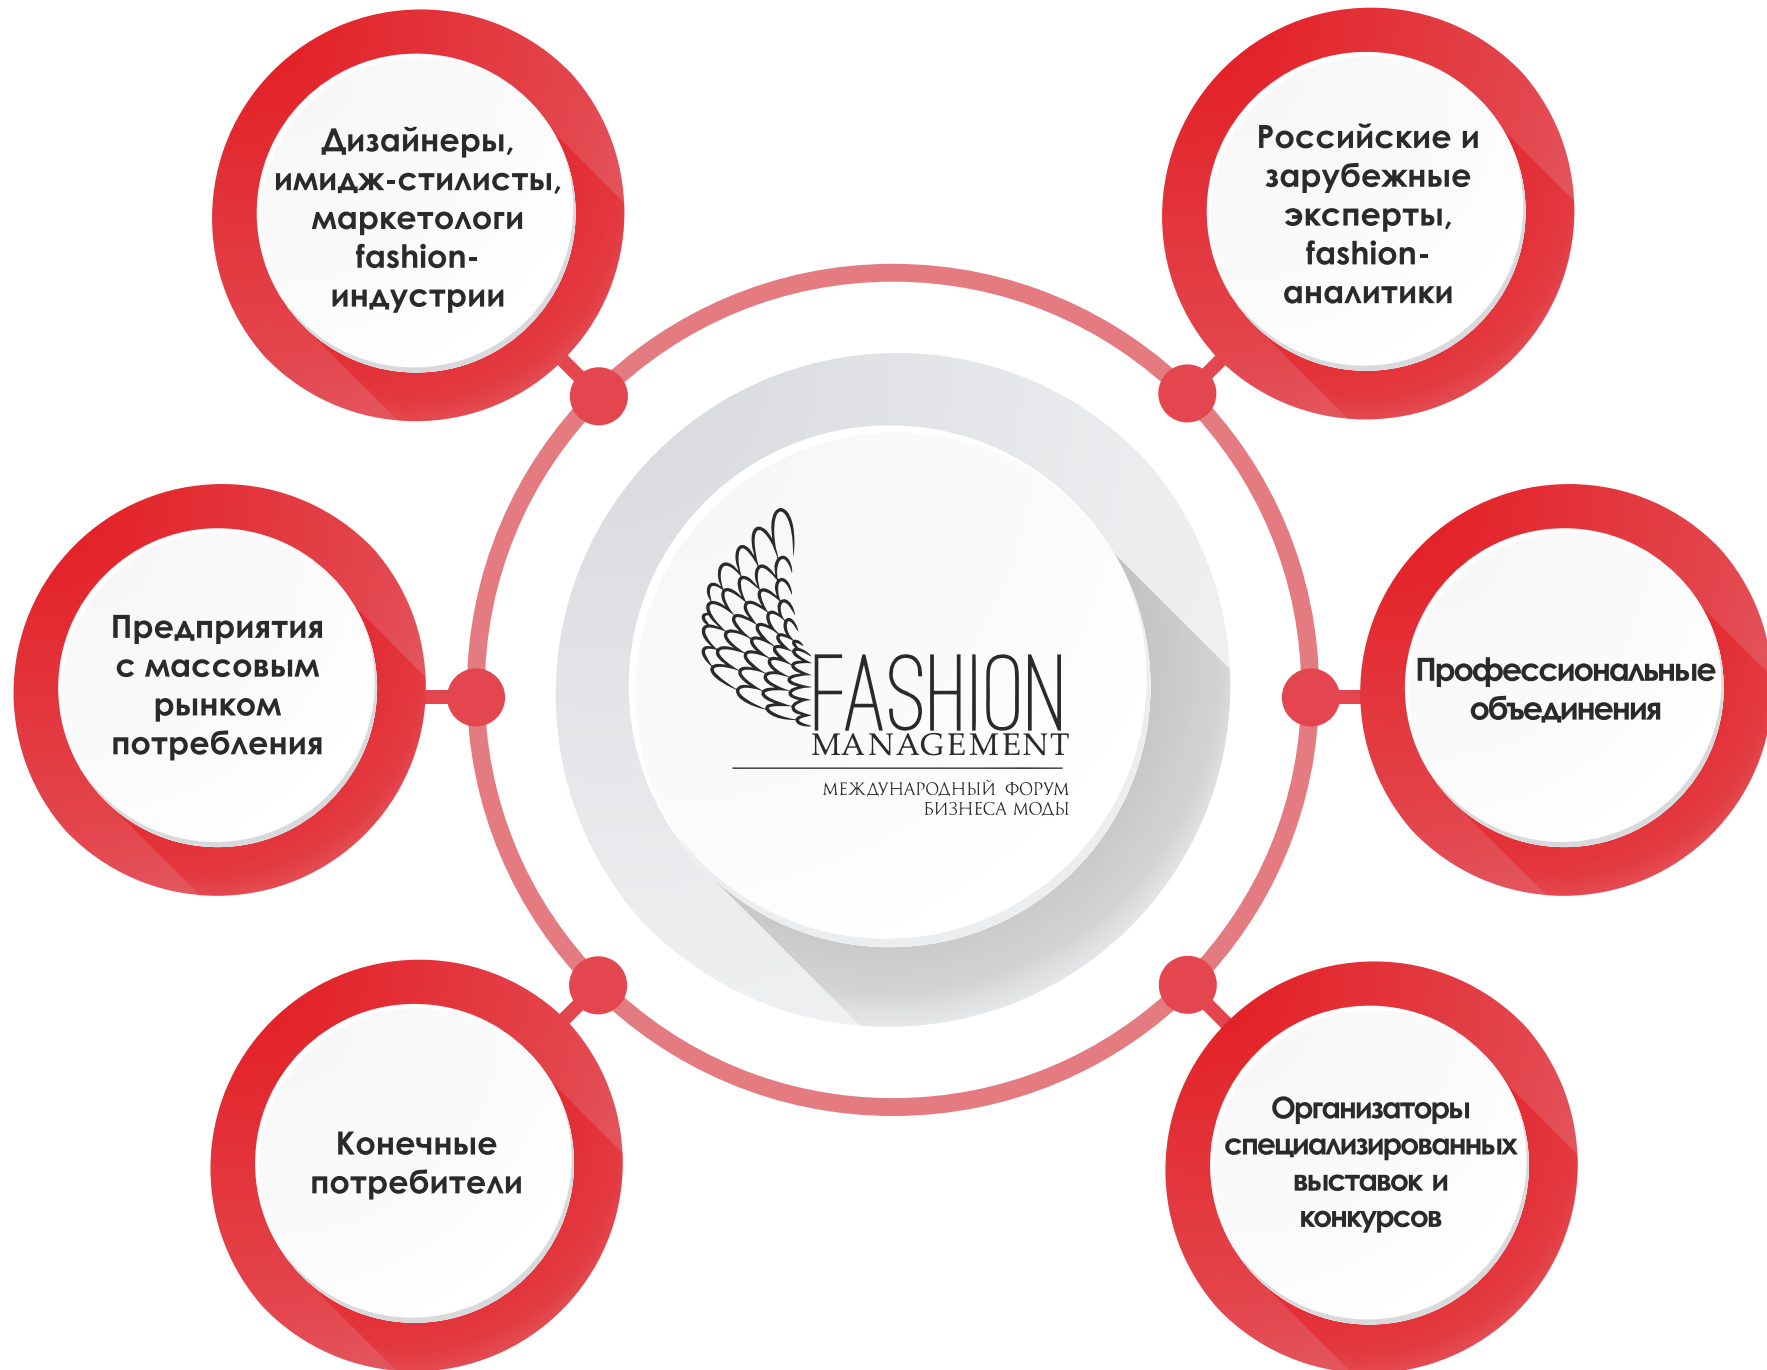 Дизайнеры,
имидж-стилисты,
маркетологи
fashion-
индустрии
Российские и
зарубежные
эксперты,
fashion-
аналитики
Предприятия
с массовым
рынком
потребления
FASHION
MANAGEMENT
МЕЖДУНАРОДНЫЙ ФОРУМ
БИЗНЕСА МОДЫ
Профессиональные
объединения
Конечные
потребители
Организаторы
специализированных
выставок и
конкурсов